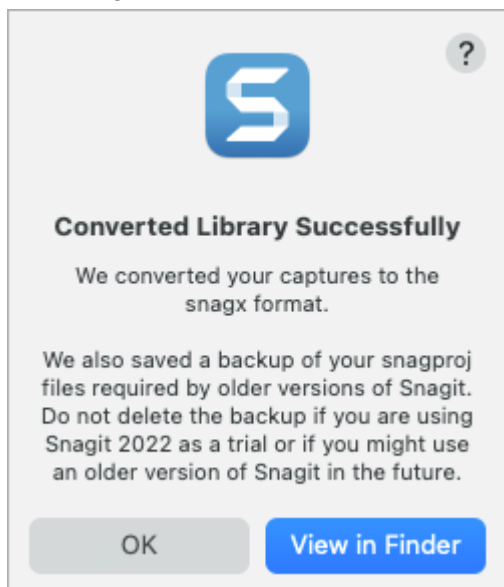 ?
Converted Library Successfully
We converted your captures to the
snagx format.
We also saved a backup of your snagproj
files required by older versions of Snagit.
Do not delete the backup if you are using
Snagit 2022 as a trial or if you might use
an older version of Snagit in the future.
OK
View in Finder